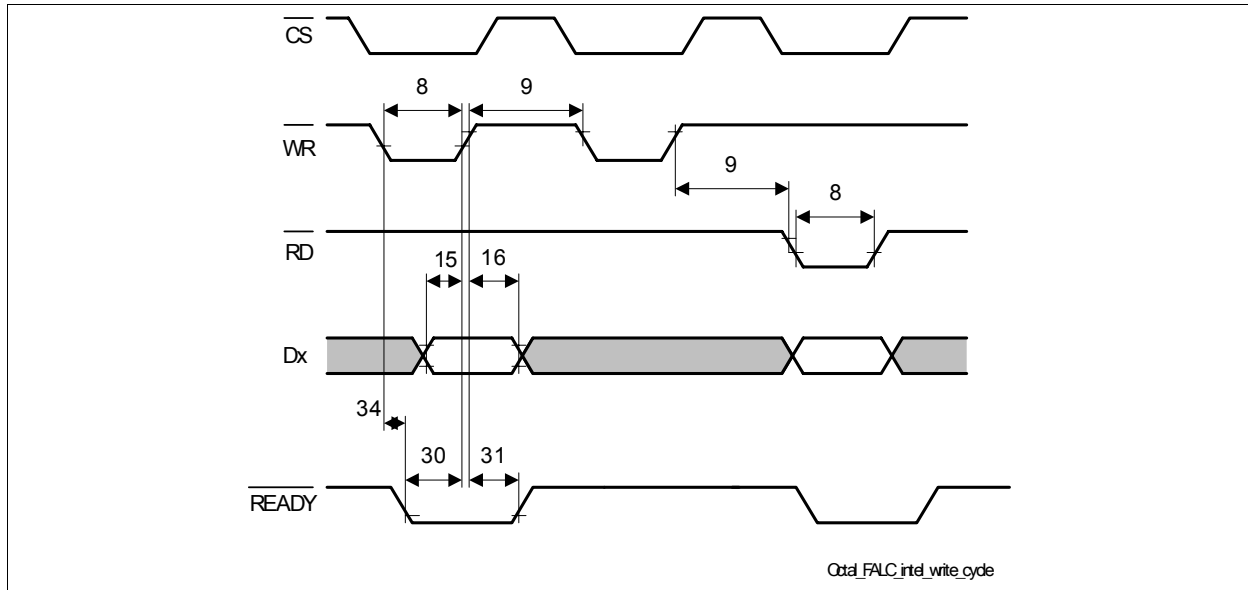 CS
8 9
WR
9
8
RD
15 16
Dx
34
30 31
READY
Octal_FALC_intel_write_cycle